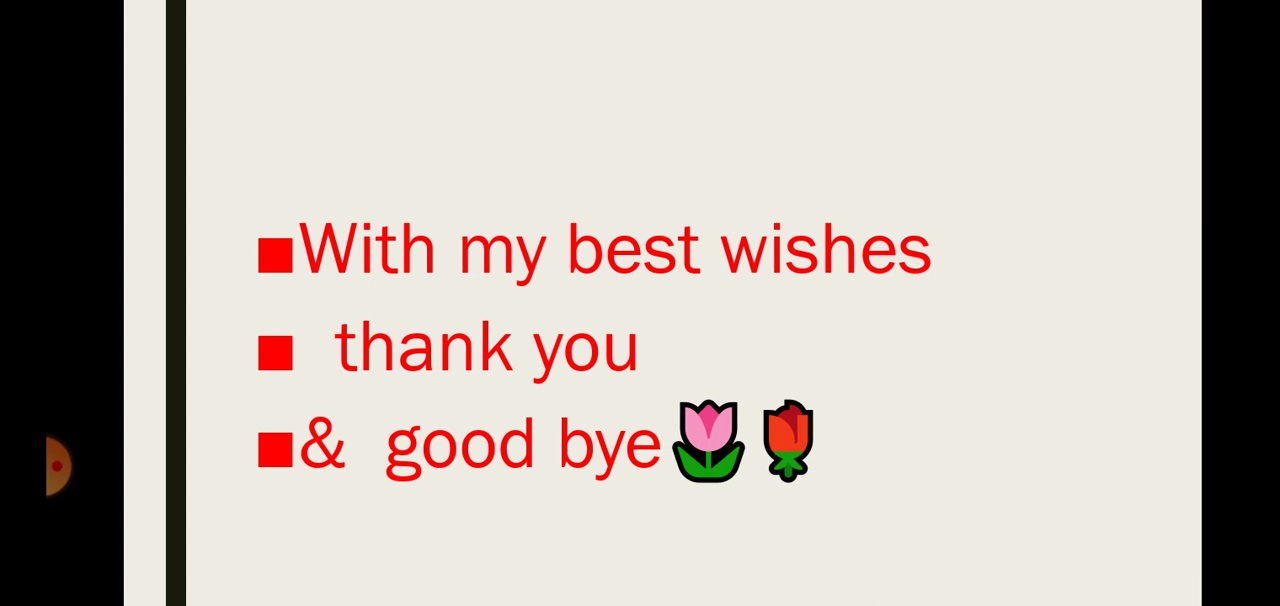 ■With my best wishes
■ thank you
■& good bye🌷🌹